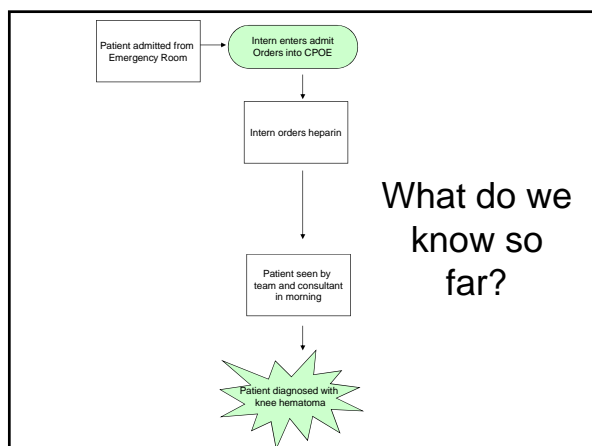 Patient admitted from
Emergency Room
Intern enters admit
Orders into CPOE
Intern orders heparin
What do we
know so
far?
Patient seen by
team and consultant
in morning
Patient diagnosed with
knee hematoma